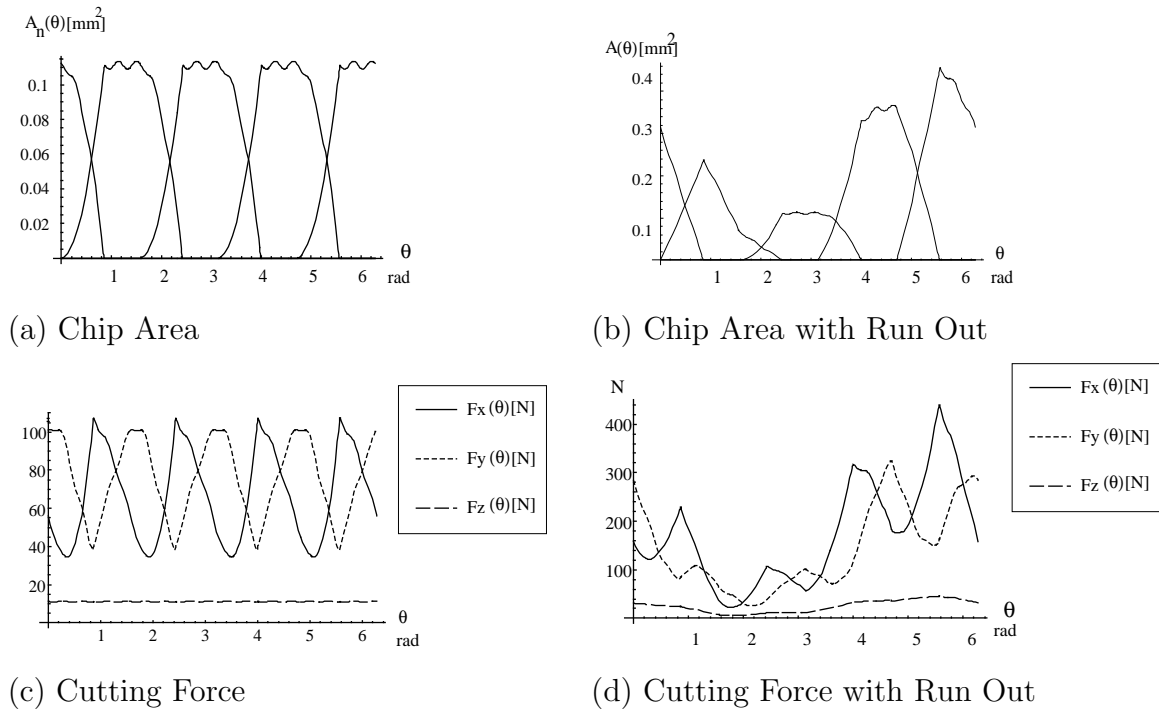 A_n(θ)[mm^2]
0.1
0.08
0.06
0.04
0.02
1 2 3 4 5 6
θ
rad
(a) Chip Area
A(θ)[mm^2]
0.4
0.3
0.2
0.1
1 2 3 4 5 6
θ
rad
(b) Chip Area with Run Out
100
80
60
40
20
1 2 3 4 5 6
θ
rad
Fx(θ)[N]
Fy(θ)[N]
Fz(θ)[N]
(c) Cutting Force
N
400
300
200
100
1 2 3 4 5 6
θ
rad
Fx(θ)[N]
Fy(θ)[N]
Fz(θ)[N]
(d) Cutting Force with Run Out